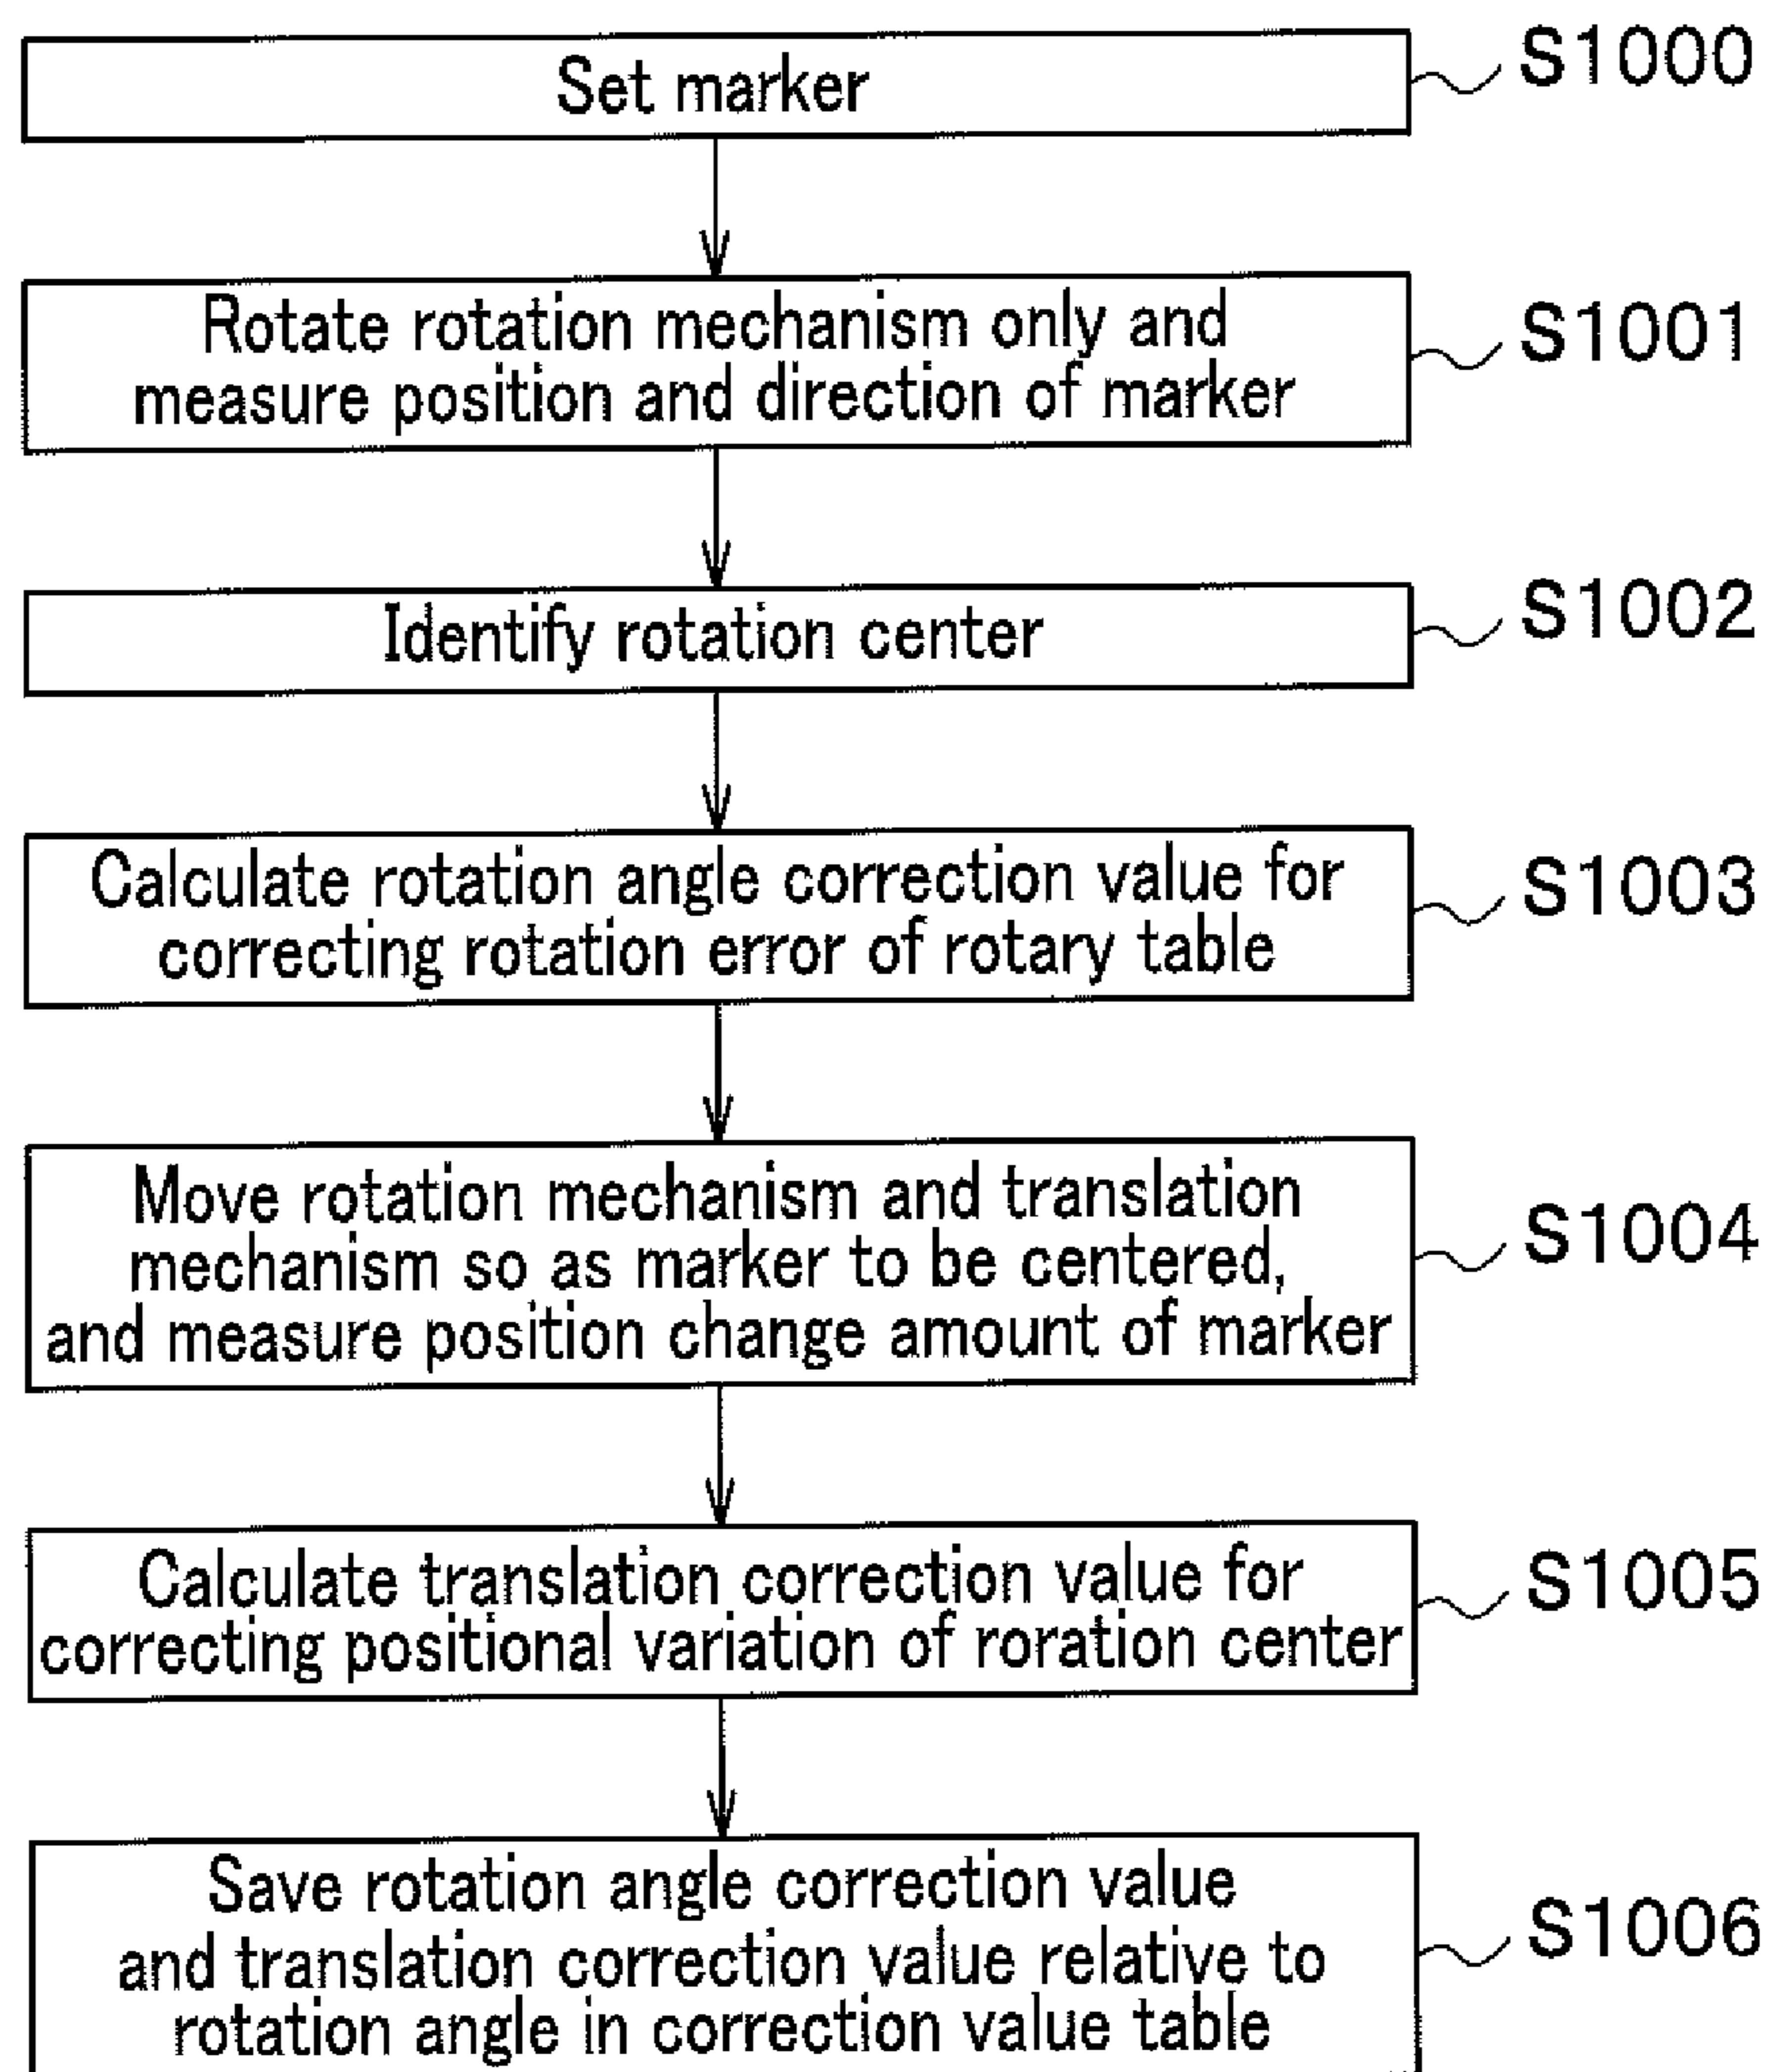 Set marker
S1000
Rotate rotation mechanism only and
measure position and direction of marker
S1001
Identify rotation center
S1002
Calculate rotation angle correction value for
correcting rotation error of rotary table
S1003
Move rotation mechanism and translation
mechanism so as marker to be centered,
and measure position change amount of marker
S1004
Calculate translation correction value for
correcting positional variation of roration center
S1005
Save rotation angle correction value
and translation correction value relative to
rotation angle in correction value table
S1006